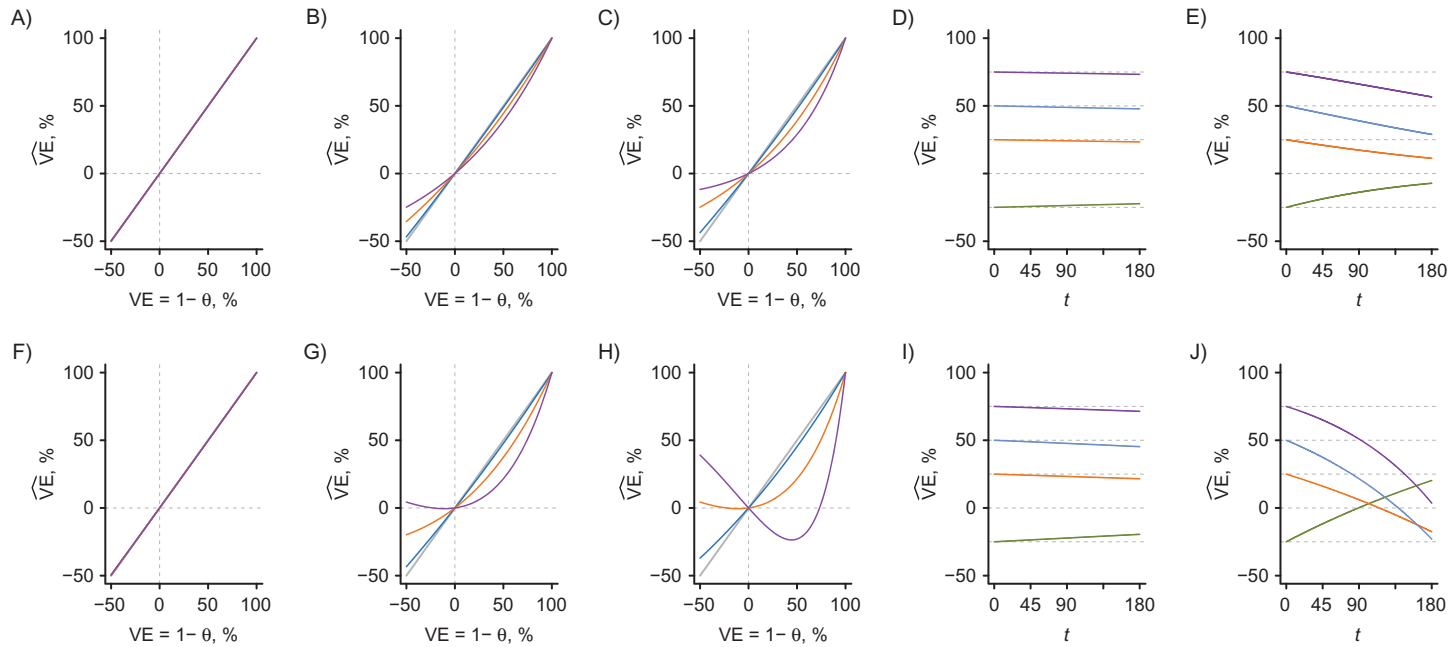 A) B) C) D) E)
100 100 100 100 100
50 50 50 50 50
0 0 0 0 0
−50 −50 −50 −50 −50
V̂E, % V̂E, % V̂E, % V̂E, % V̂E, %
−50 0 50 100 −50 0 50 100 −50 0 50 100 0 45 90 180 0 45 90 180
VE = 1− θ, % VE = 1− θ, % VE = 1− θ, % t t
F) G) H) I) J)
100 100 100 100 100
50 50 50 50 50
0 0 0 0 0
−50 −50 −50 −50 −50
V̂E, % V̂E, % V̂E, % V̂E, % V̂E, %
−50 0 50 100 −50 0 50 100 −50 0 50 100 0 45 90 180 0 45 90 180
VE = 1− θ, % VE = 1− θ, % VE = 1− θ, % t t